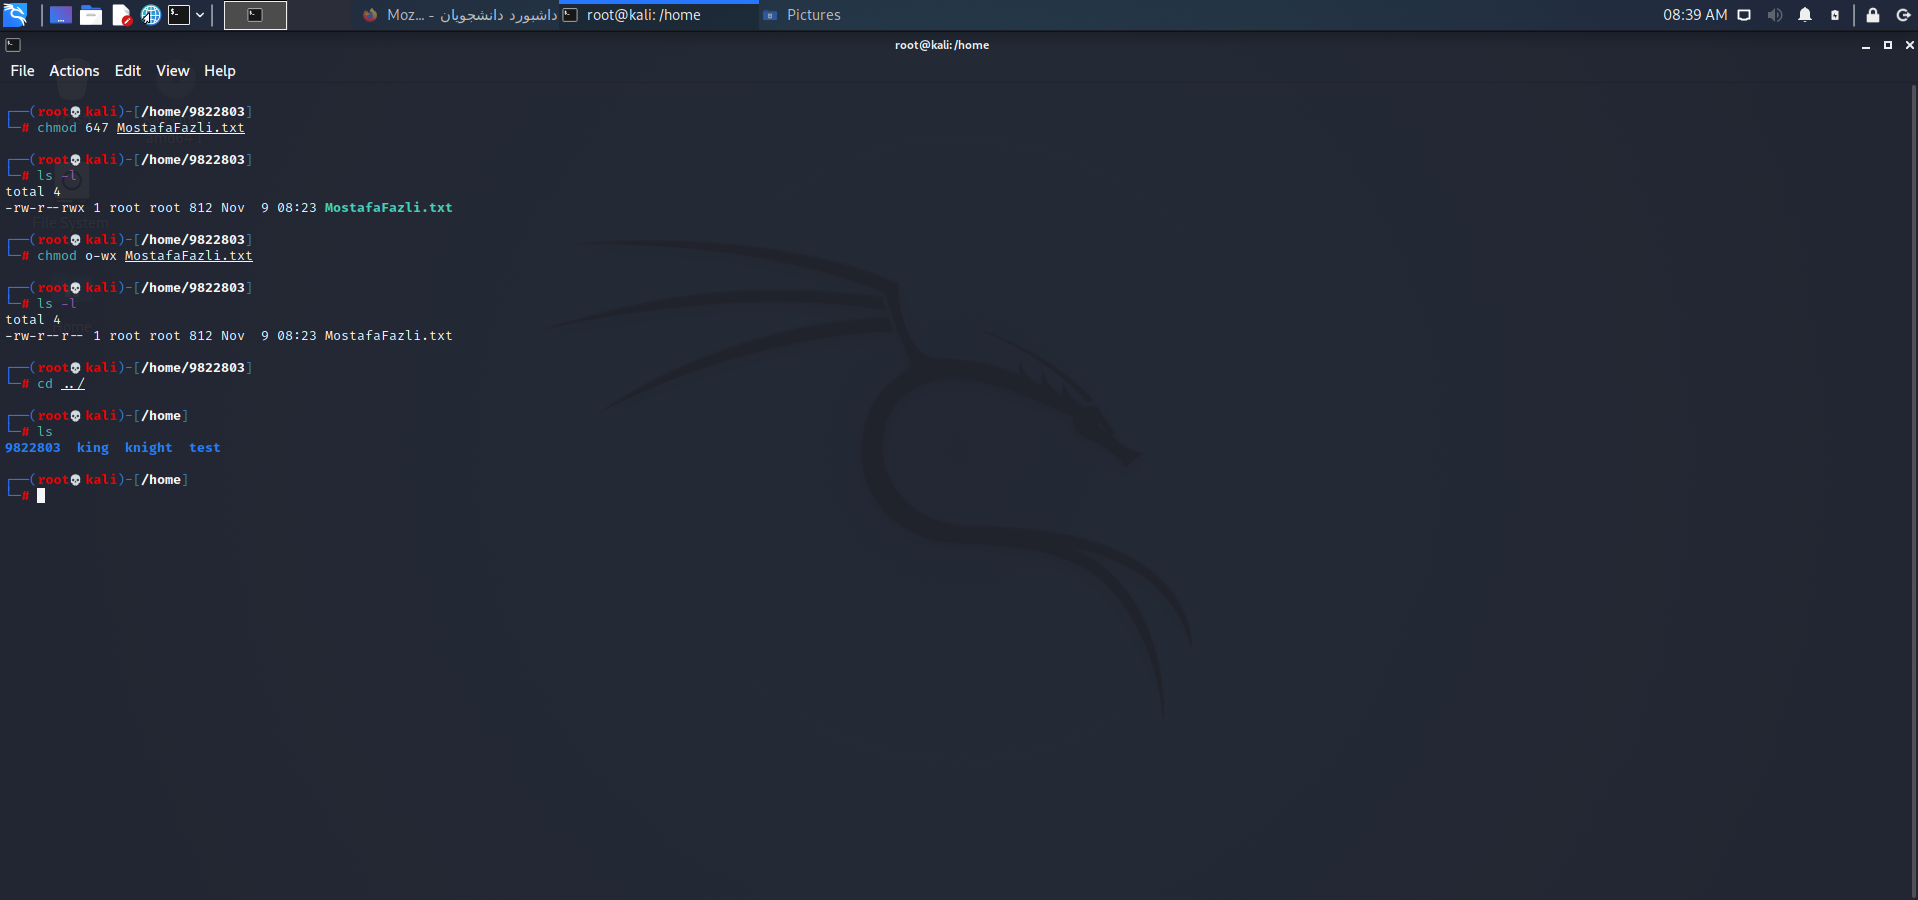 Moz... - داشبورد دانشجویان
root@kali: /home
Pictures
08:39 AM
root@kali: /home
File Actions Edit View Help
┌──(root💀kali)-[/home/9822803]
└─# chmod 647 MostafaFazli.txt
┌──(root💀kali)-[/home/9822803]
└─# ls -l
total 4
-rw-r--rwx 1 root root 812 Nov  9 08:23 MostafaFazli.txt
File System
┌──(root💀kali)-[/home/9822803]
└─# chmod o-wx MostafaFazli.txt
┌──(root💀kali)-[/home/9822803]
└─# ls -l
total 4
-rw-r--r-- 1 root root 812 Nov  9 08:23 MostafaFazli.txt
┌──(root💀kali)-[/home/9822803]
└─# cd ../
┌──(root💀kali)-[/home]
└─# ls
9822803  king  knight  test
┌──(root💀kali)-[/home]
└─#